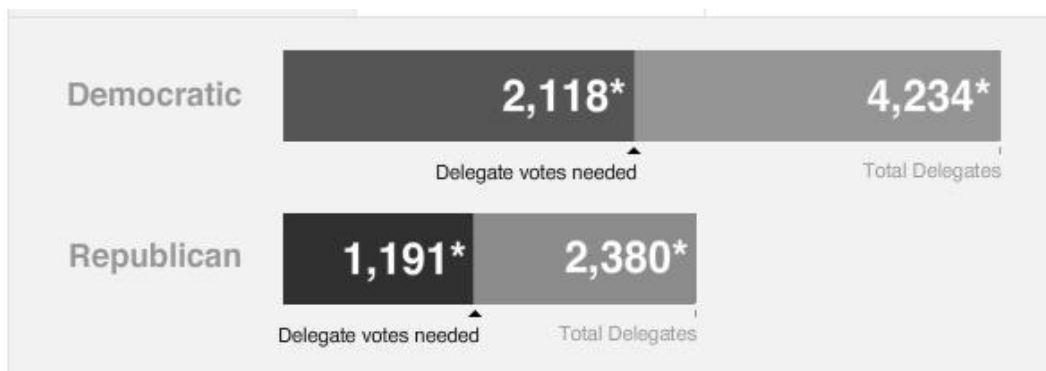 Democratic 2,118* 4,234*
Delegate votes needed Total Delegates
Republican 1,191* 2,380*
Delegate votes needed Total Delegates